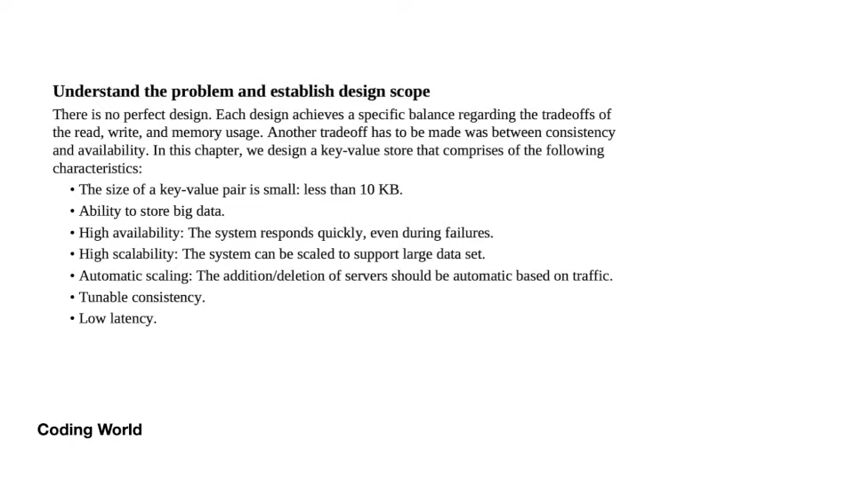 Understand the problem and establish design scope
There is no perfect design. Each design achieves a specific balance regarding the tradeoffs of
the read, write, and memory usage. Another tradeoff has to be made was between consistency
and availability. In this chapter, we design a key-value store that comprises of the following
characteristics:
• The size of a key-value pair is small: less than 10 KB.
• Ability to store big data.
• High availability: The system responds quickly, even during failures.
• High scalability: The system can be scaled to support large data set.
• Automatic scaling: The addition/deletion of servers should be automatic based on traffic.
• Tunable consistency.
• Low latency.
Coding World